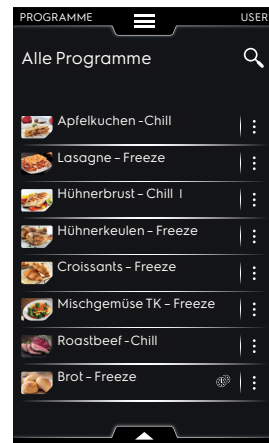 PROGRAMME USER
Alle Programme
Apfelkuchen -Chill
Lasagne – Freeze
Hühnerbrust – Chill I
Hühnerkeulen – Freeze
Croissants – Freeze
Mischgemüse TK – Freeze
Roastbeef -Chill
Brot – Freeze